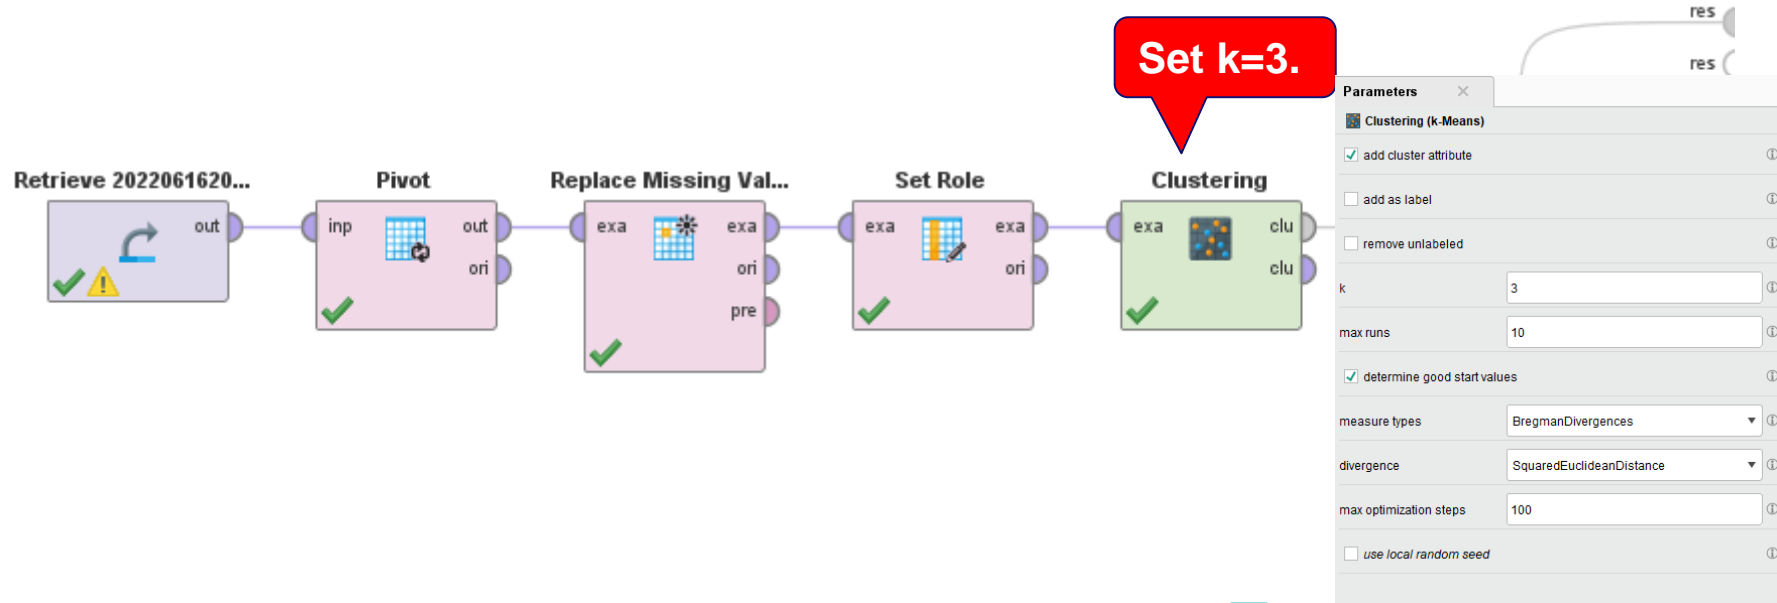 res
Set k=3.
res
Parameters
Clustering (k-Means)
add cluster attribute
add as label
remove unlabeled
k 3
max runs 10
determine good start values
measure types BregmanDivergences
divergence SquaredEuclideanDistance
max optimization steps 100
use local random seed
Retrieve 2022061620...
out
Pivot
inp out
ori
Replace Missing Val...
exa exa
ori
pre
Set Role
exa exa
ori
Clustering
exa clu
clu